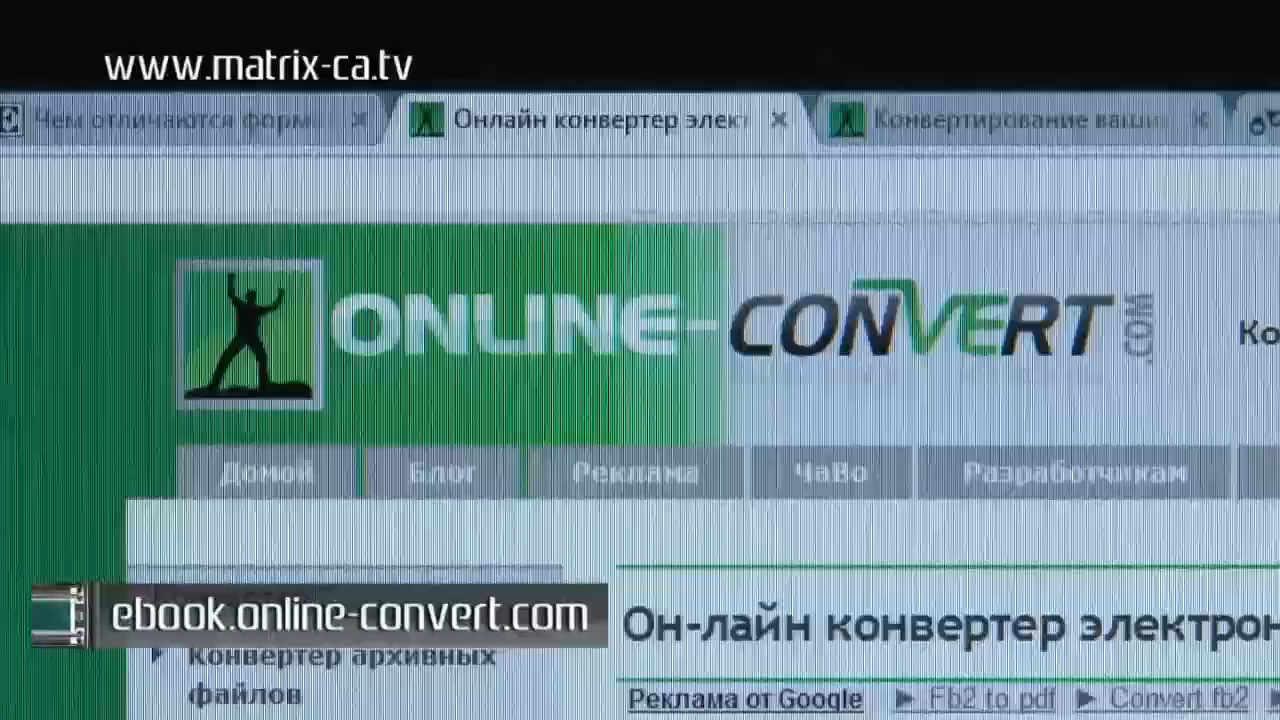 www.matrix-ca.tv
Чем отличаются форм
Онлайн конвертер элект
Конвертирование ваши
ONLINE-CONVERT.COM
Ко
Домой Блог Реклама ЧаВо Разработчикам
ebook.online-convert.com
Он-лайн конвертер электрон
Конвертер архивных
файлов
Реклама от Google ► Fb2 to pdf ► Convert fb2